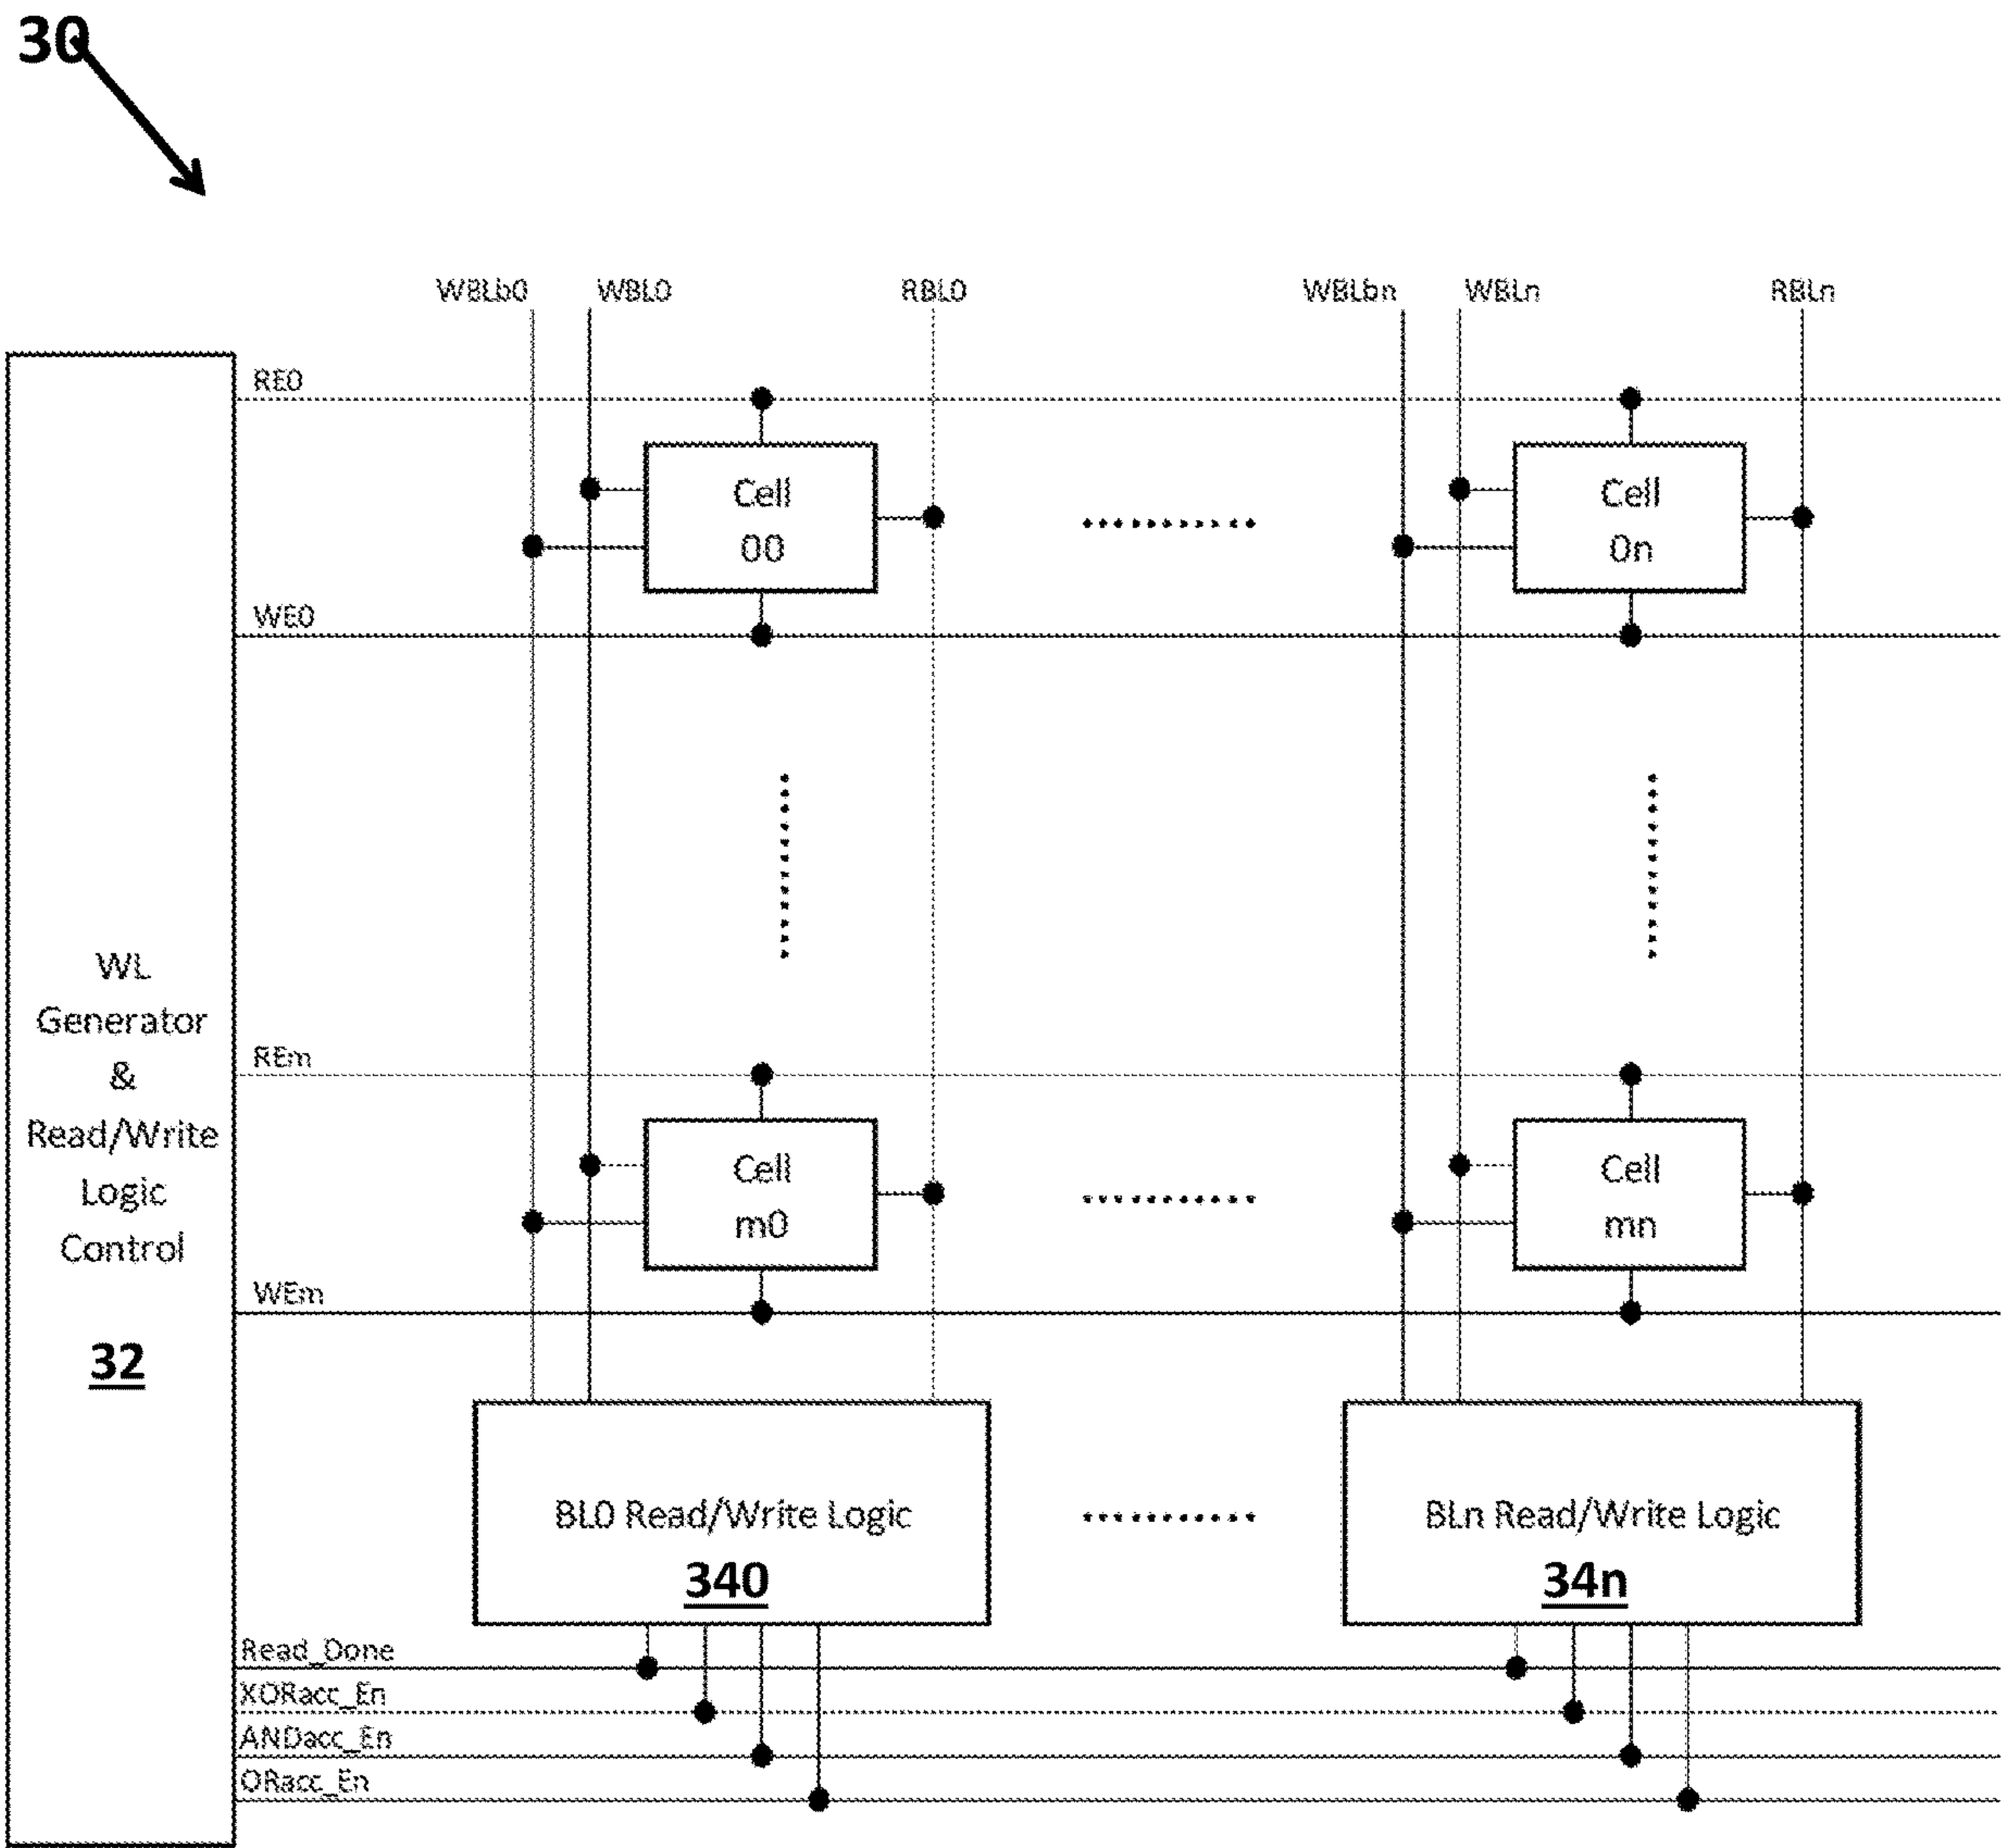 30
WBLb0 WBL0 RBL0 WBLbn WBLn RBLn
RE0
Cell
00
Cell
0n
WE0
WL
Generator
&
Read/Write
Logic
Control
32
REm
Cell
m0
Cell
mn
WEm
BL0 Read/Write Logic
340
BLn Read/Write Logic
34n
Read_Done
XORacc_En
ANDacc_En
ORacc_En